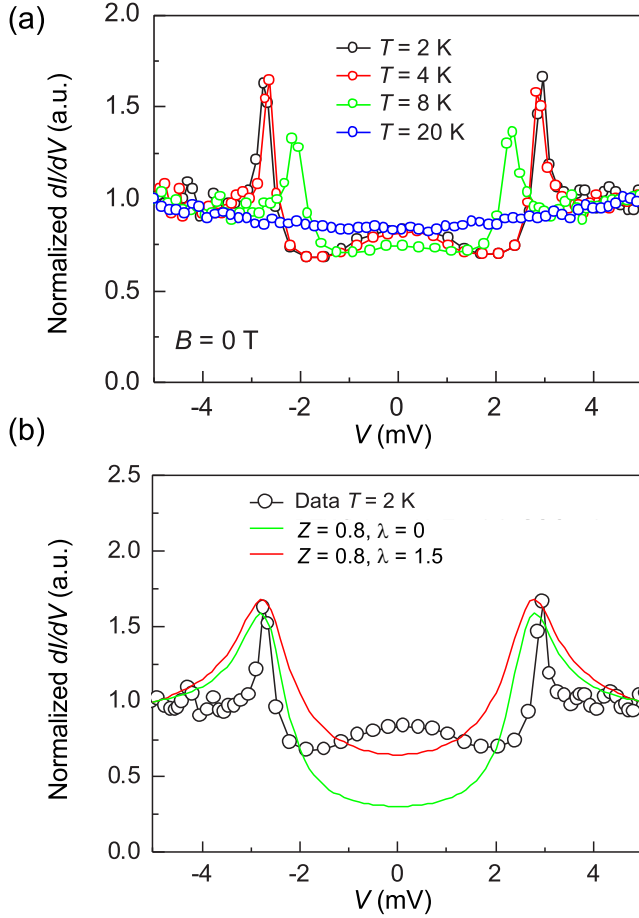 (a)
Normalized dI/dV (a.u.)
2.0
1.5
1.0
0.5
0.0
T = 2 K
T = 4 K
T = 8 K
T = 20 K
B = 0 T
-4
-2
0
2
4
V (mV)
(b)
Normalized dI/dV (a.u.)
2.5
2.0
1.5
1.0
0.5
0.0
Data T = 2 K
Z = 0.8, λ = 0
Z = 0.8, λ = 1.5
-4
-2
0
2
4
V (mV)